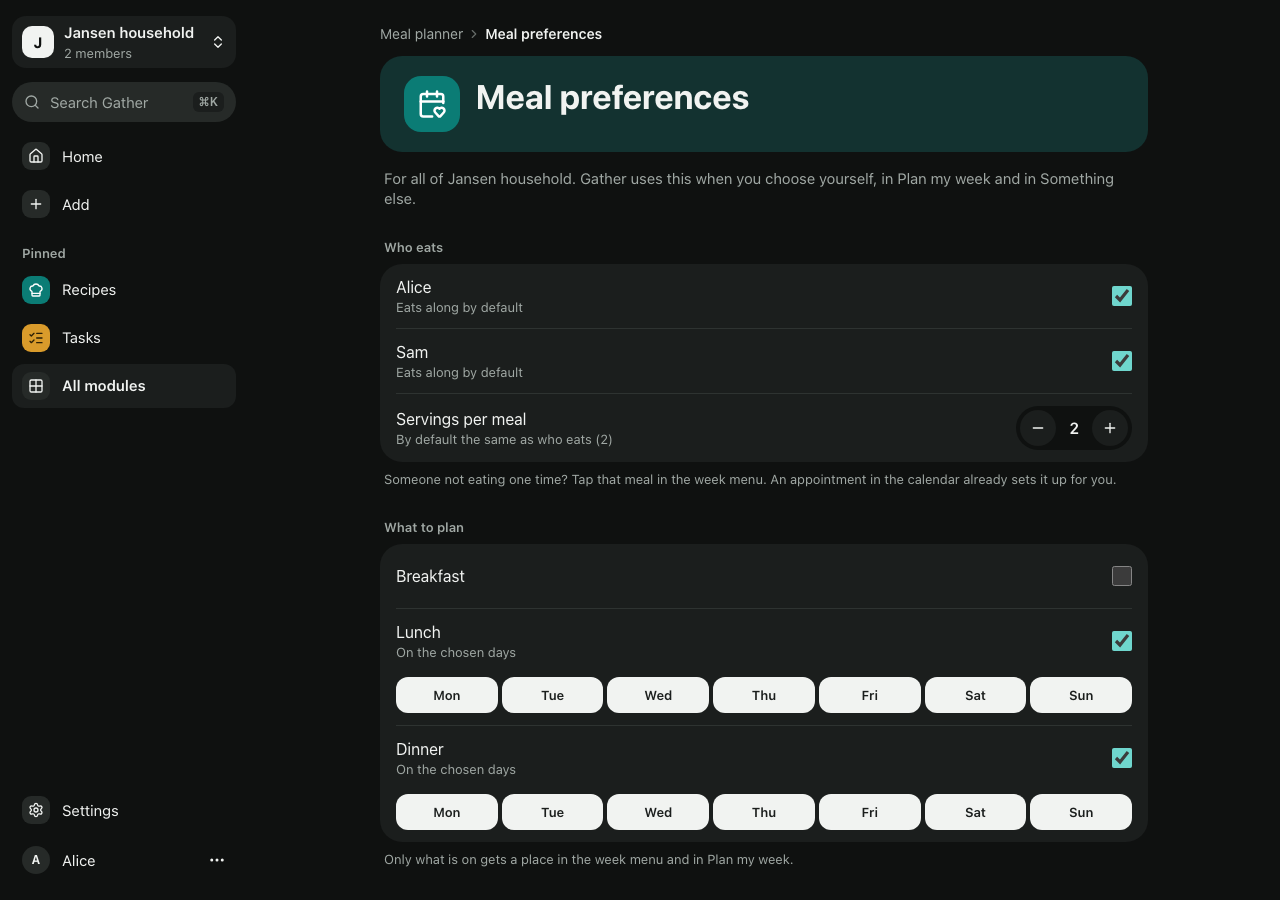 J
Jansen household
2 members
Search Gather
⌘K
Home
Add
Pinned
Recipes
Tasks
All modules
Settings
A
Alice
Meal planner
Meal preferences
Meal preferences
For all of Jansen household. Gather uses this when you choose yourself, in Plan my week and in Something
else.
Who eats
Alice
Eats along by default
Sam
Eats along by default
Servings per meal
By default the same as who eats (2)
2
Someone not eating one time? Tap that meal in the week menu. An appointment in the calendar already sets it up for you.
What to plan
Breakfast
Lunch
On the chosen days
Mon Tue Wed Thu Fri Sat Sun
Dinner
On the chosen days
Mon Tue Wed Thu Fri Sat Sun
Only what is on gets a place in the week menu and in Plan my week.